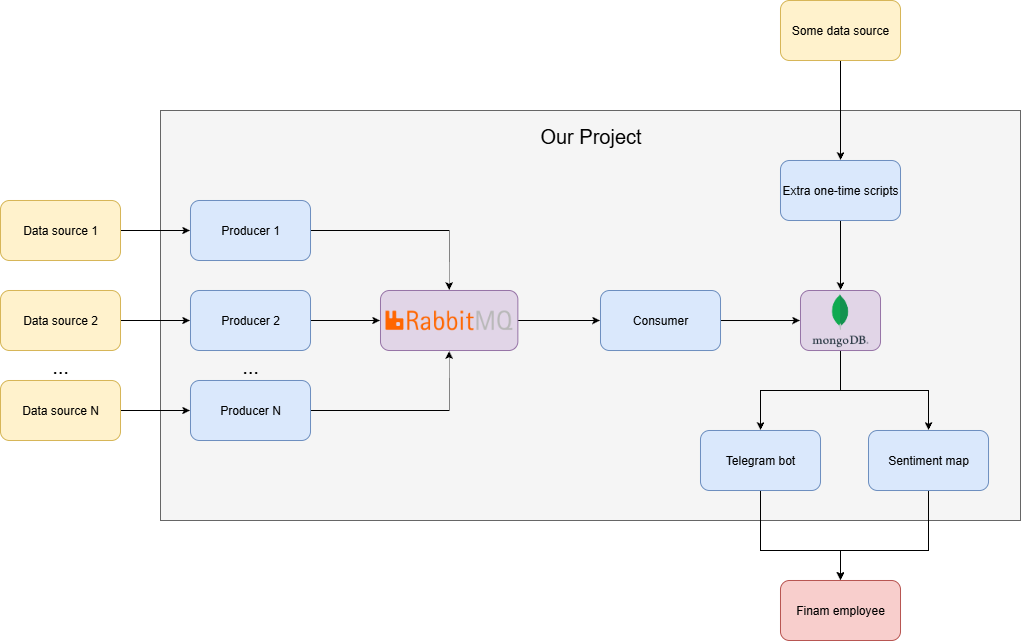 Some data source
Our Project
Extra one-time scripts
Data source 1
Producer 1
Data source 2
Producer 2
RabbitMQ
Consumer
mongoDB.
...
...
Data source N
Producer N
Telegram bot
Sentiment map
Finam employee